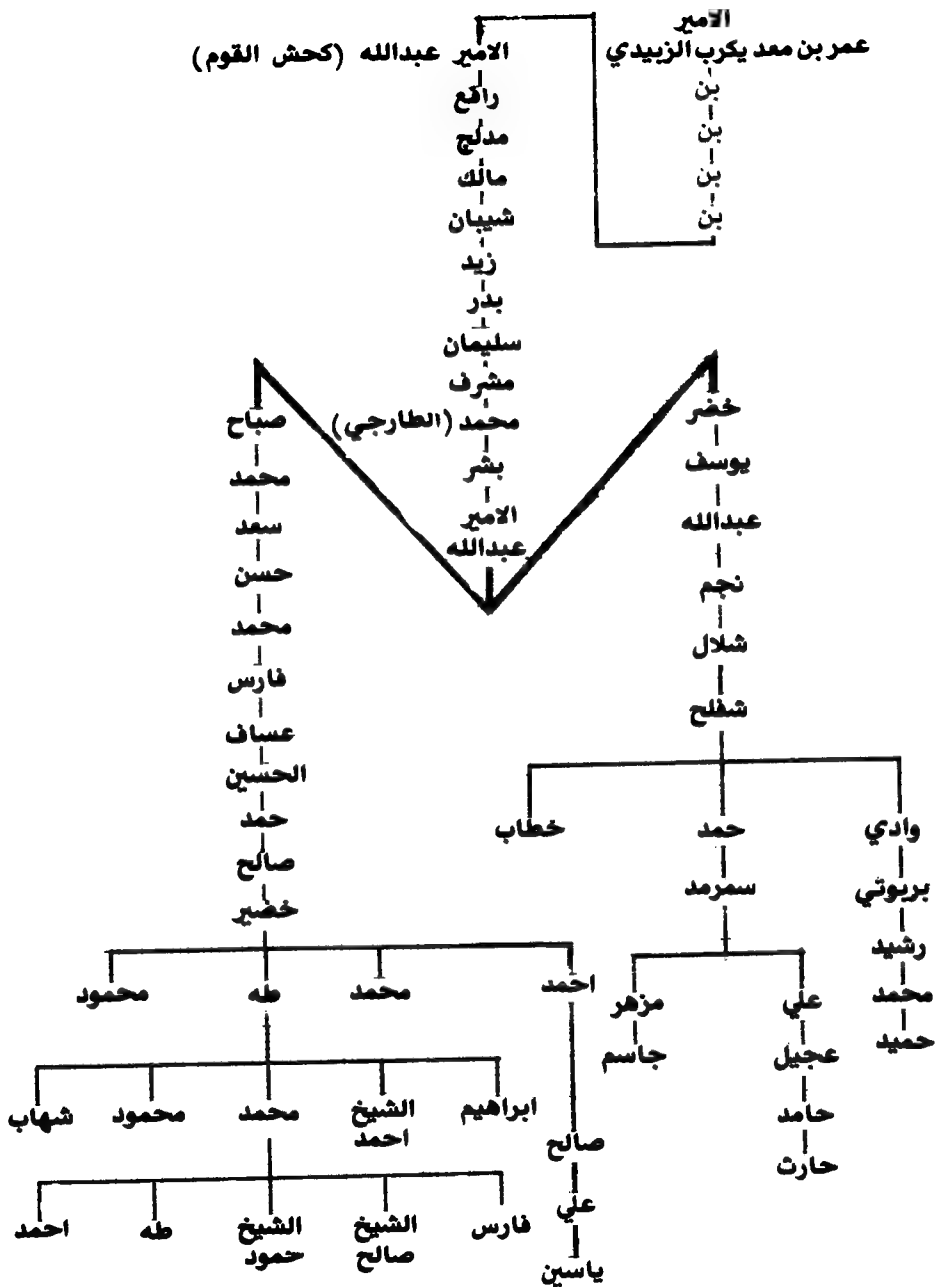 الامير
عمر بن معد يكرب الزبيدي
بن
بن
بن
بن
الامير عبدالله (كحش القوم)
رافع
مدلج
مالك
شيبان
زيد
بدر
سليمان
مشرف
محمد (الطارجي)
بشر
الامير
عبدالله
خضر
يوسف
عبدالله
نجم
شلال
شفلح
وادي
حمد
خطاب
بربوتي
رشيد
محمد
حميد
سمرمد
علي
مزهر
عجيل
جاسم
حامد
حارث
صباح
محمد
سعد
حسن
محمد
فارس
عساف
الحسين
حمد
صالح
خضير
احمد
محمد
طه
محمود
صالح
علي
ياسين
ابراهيم
الشيخ
احمد
محمد
محمود
شهاب
فارس
الشيخ
صالح
الشيخ
حمود
طه
احمد